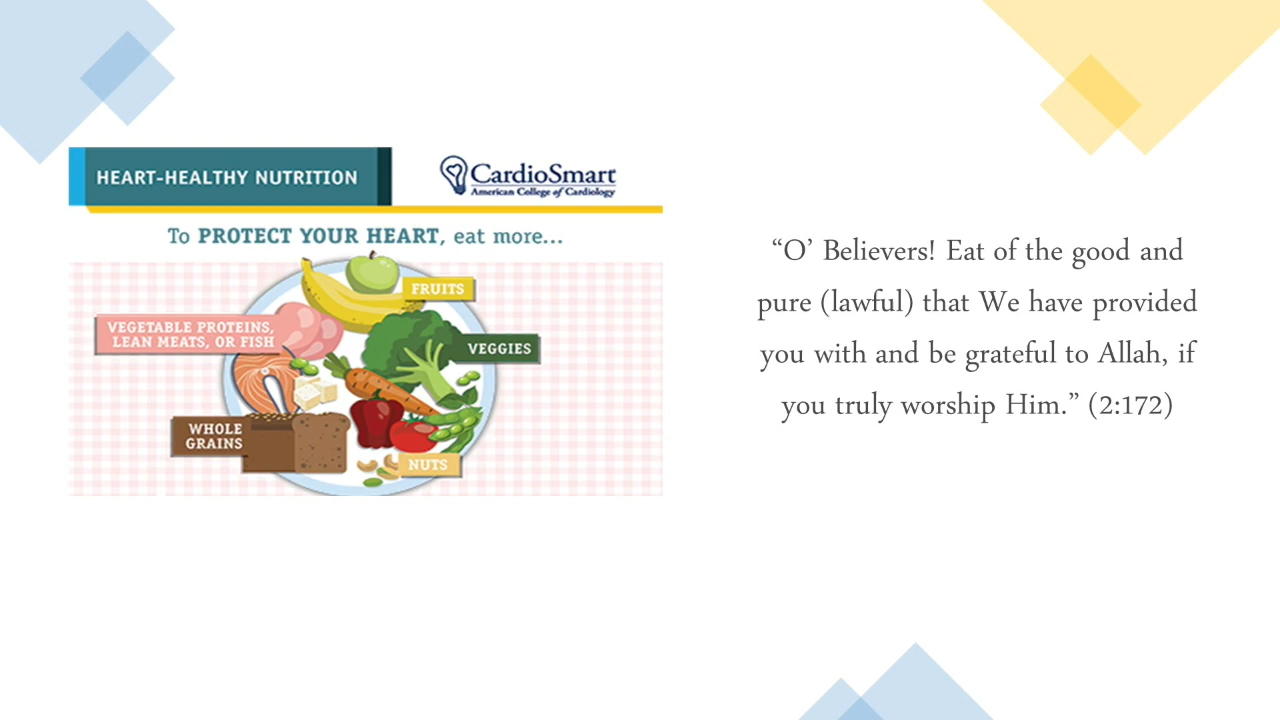 HEART-HEALTHY NUTRITION
CardioSmart
American College of Cardiology
To PROTECT YOUR HEART, eat more...
FRUITS
VEGETABLE PROTEINS,
LEAN MEATS, OR FISH
VEGGIES
WHOLE
GRAINS
NUTS
“O’ Believers! Eat of the good and
pure (lawful) that We have provided
you with and be grateful to Allah, if
you truly worship Him.” (2:172)